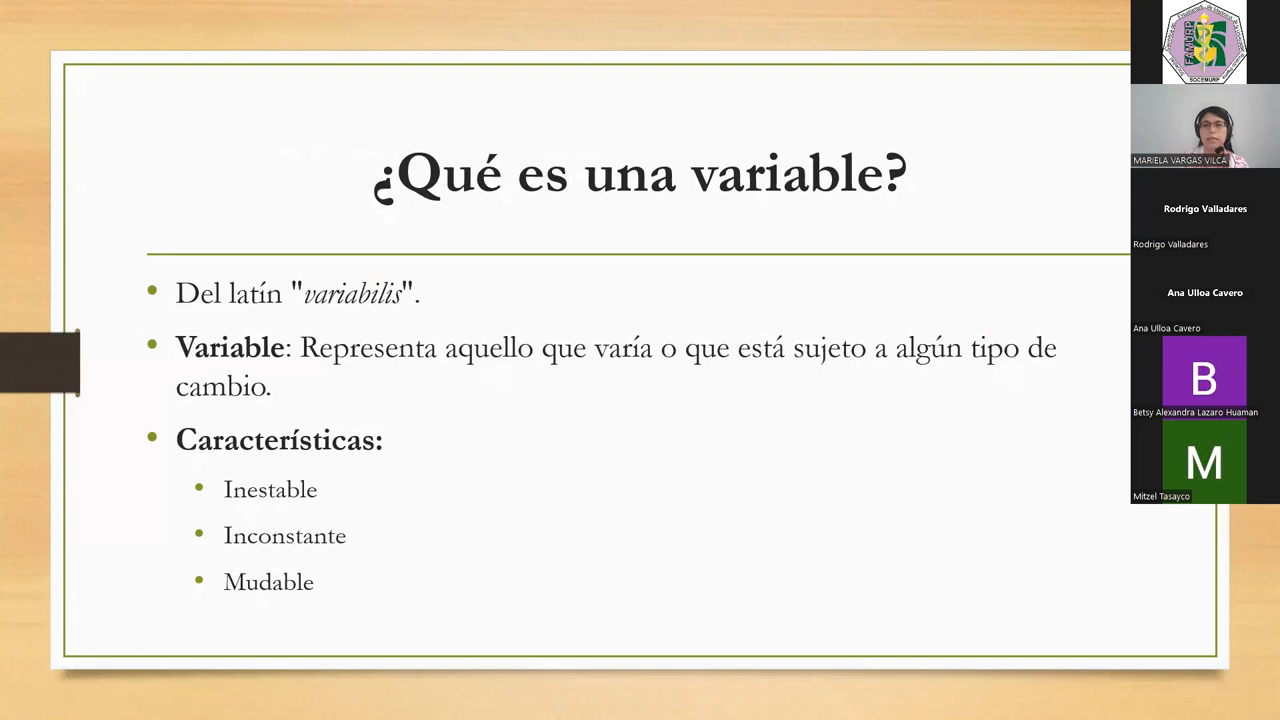 ¿Qué es una variable?
• Del latín "variabilis".
• Variable: Representa aquello que varía o que está sujeto a algún tipo de
cambio.
• Características:
• Inestable
• Inconstante
• Mudable
FAMURP
SOCEMURP
MARIELA VARGAS VILCA
Rodrigo Valladares
Rodrigo Valladares
Ana Ulloa Cavero
Ana Ulloa Cavero
B
Betsy Alexandra Lazaro Huaman
M
Mitzel Tasayco